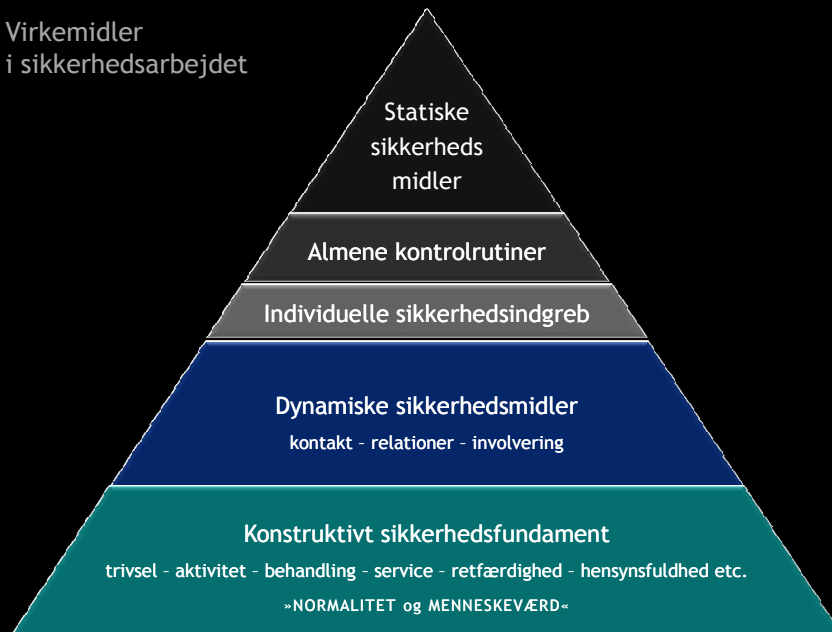 Virkemidler
i sikkerhedsarbejdet
Statiske
sikkerheds
midler
Almene kontrolrutiner
Individuelle sikkerhedsindgreb
Dynamiske sikkerhedsmidler
kontakt – relationer – involvering
Konstruktivt sikkerhedsfundament
trivsel – aktivitet – behandling – service – retfærdighed – hensynsfuldhed etc.
»NORMALITET og MENNESKEVÆRD«